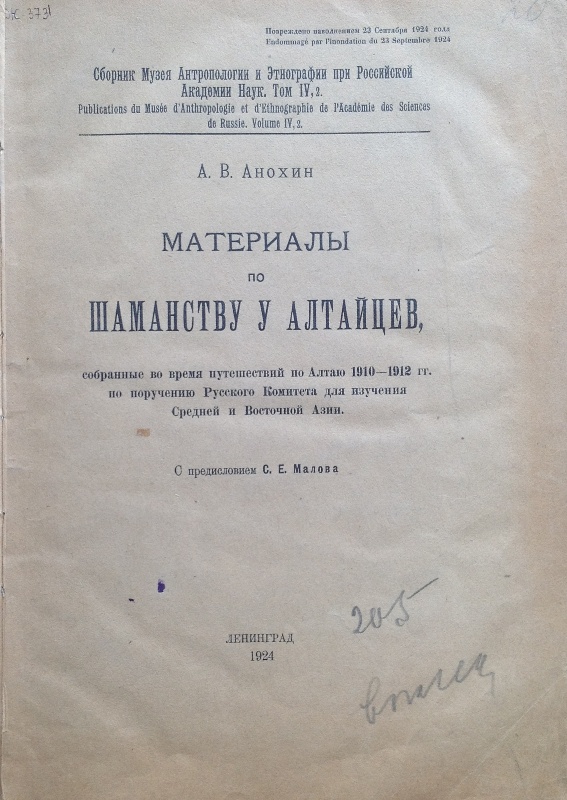 3731
Повреждено наводнением 23 Сентября 1924 года
Endommagé par l'inondation du 23 Septembre 1924
Сборник Музея Антропологии и Этнографии при Российской
Академии Наук. Том IV,2.
Publications du Musée d'Anthropologie et d'Ethnographie de l'Académie des Sciences
de Russie. Volume IV,2.
А. В. Анохин
МАТЕРИАЛЫ
ПО
ШАМАНСТВУ У АЛТАЙЦЕВ,
собранные во время путешествий по Алтаю 1910—1912 гг.
по поручению Русского Комитета для изучения
Средней и Восточной Азии.
С предисловием С. Е. Малова
205
ЛЕНИНГРАД
1924